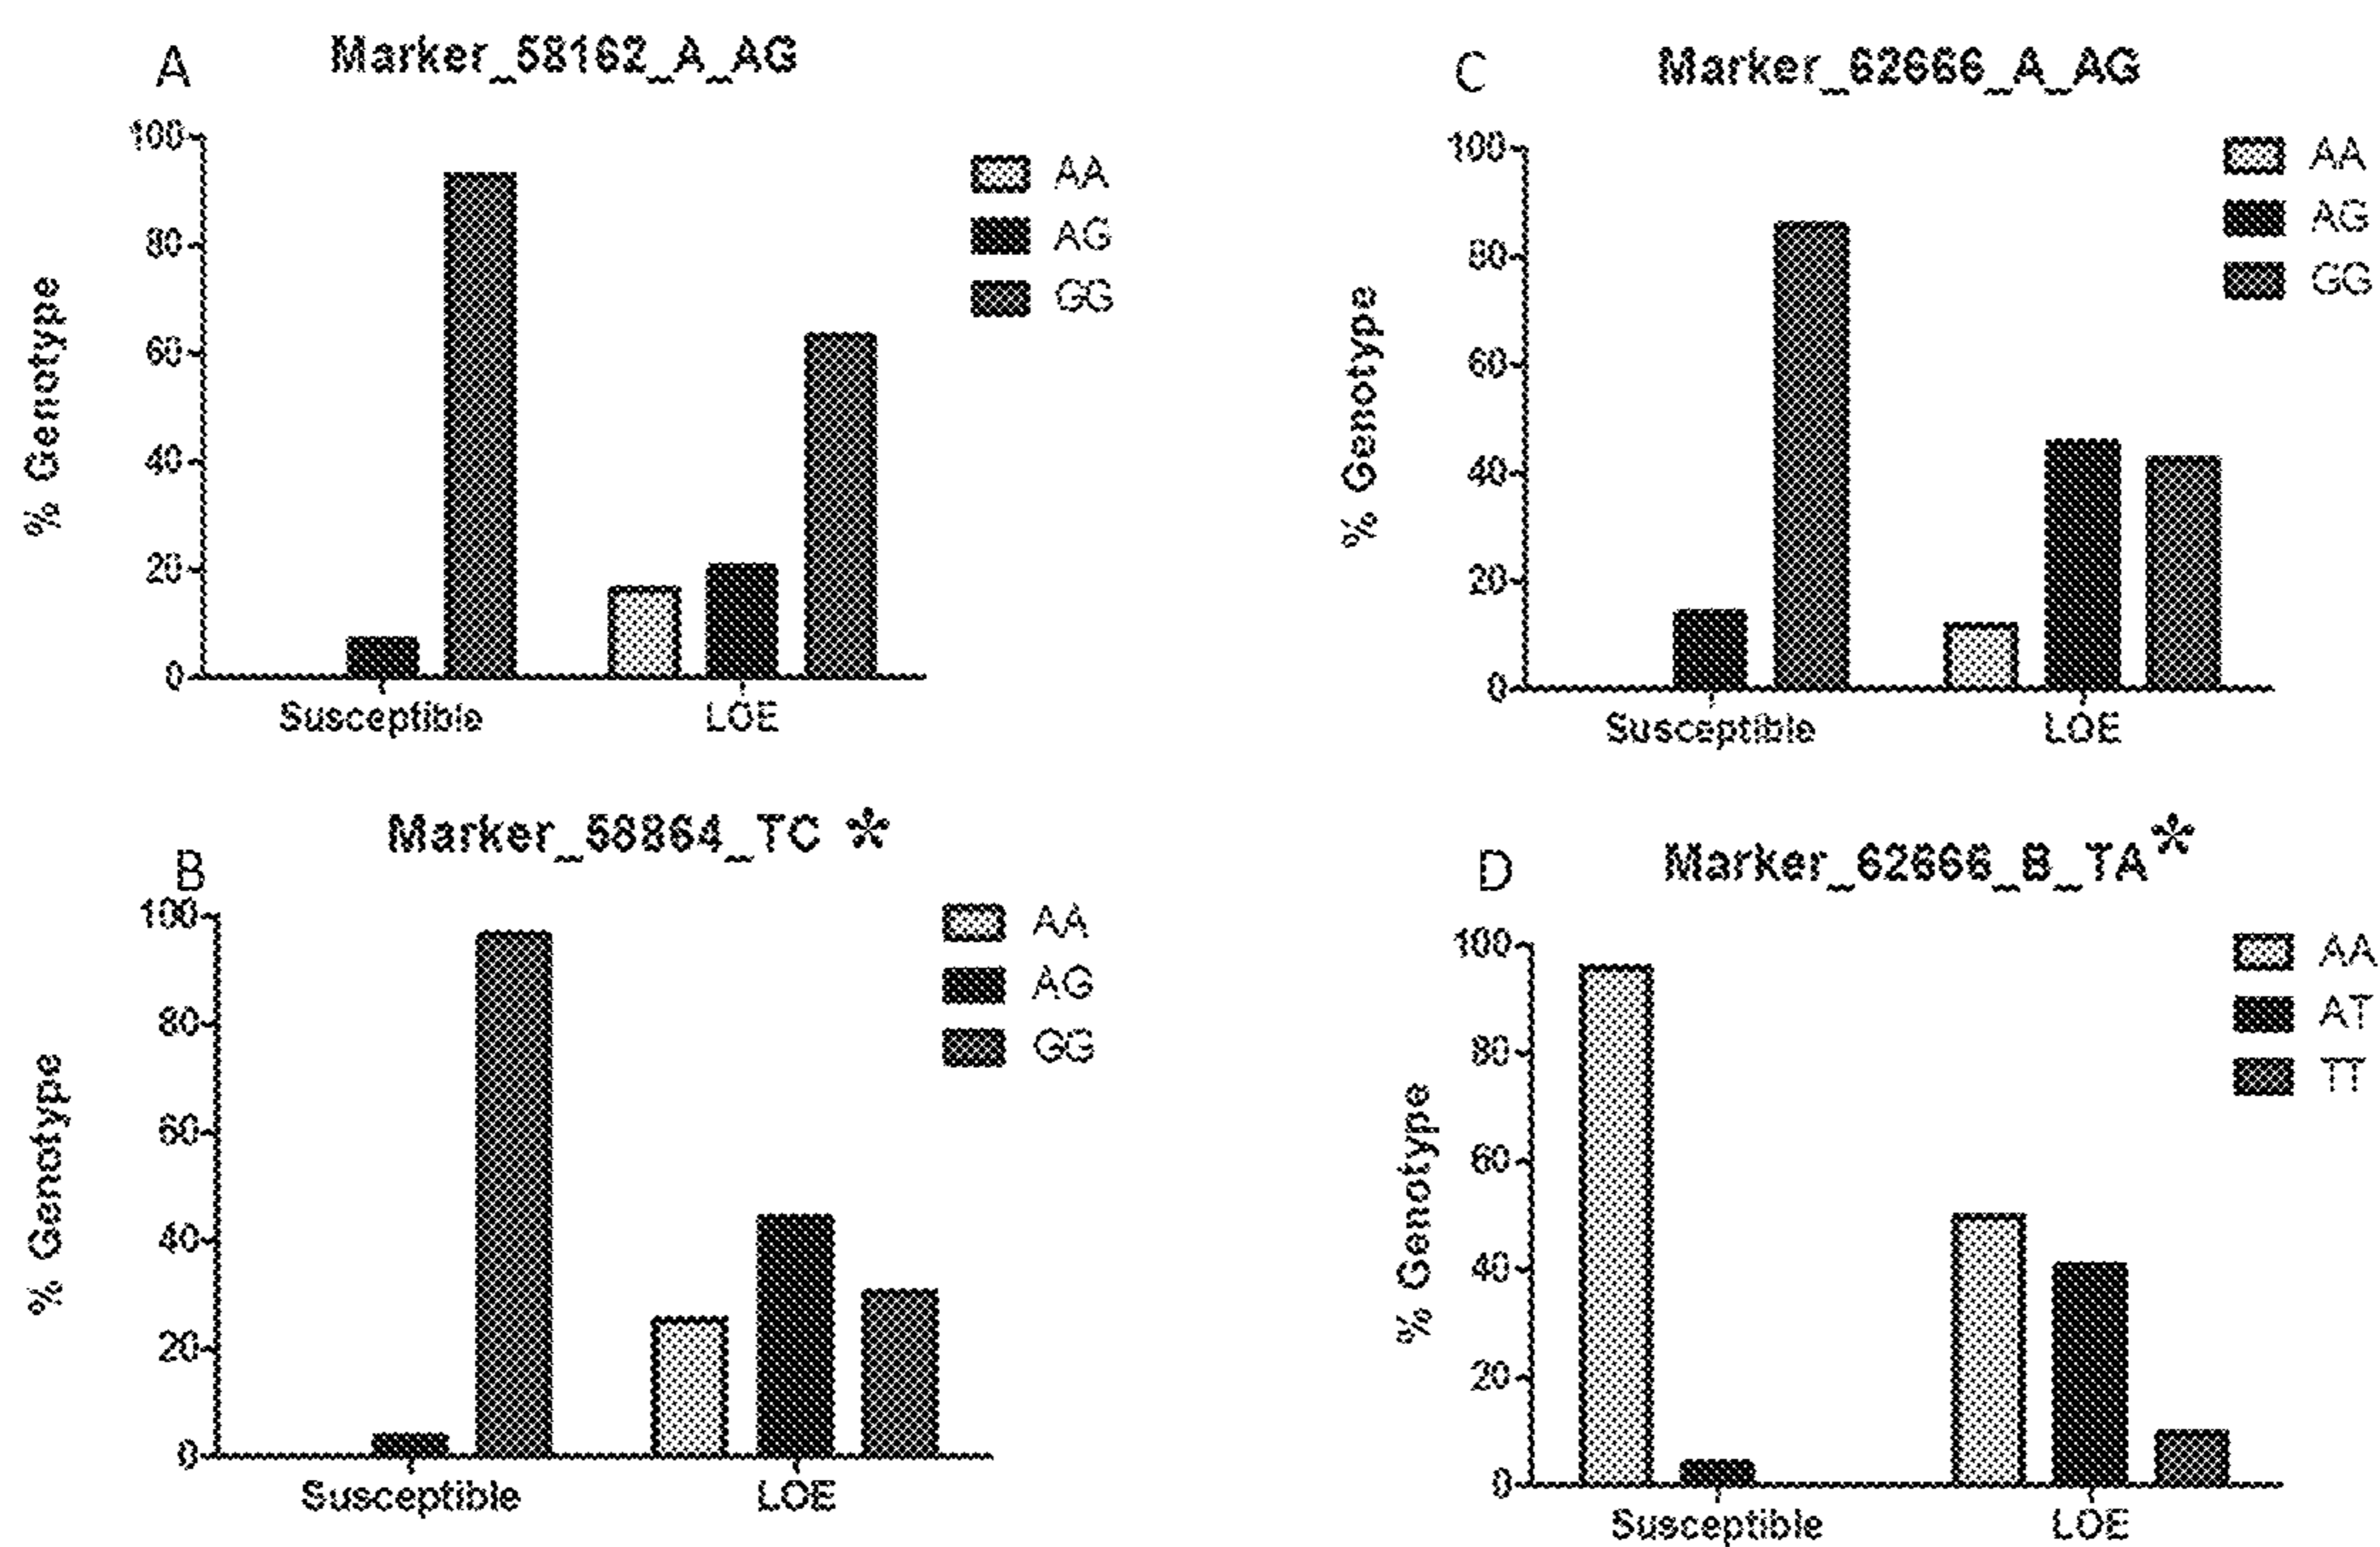 A
Marker_58162_A_AG
% Genotype
100
80
60
40
20
0
Susceptible
LOE
AA
AG
GG
C
Marker_62666_A_AG
% Genotype
100
80
60
40
20
0
Susceptible
LOE
AA
AG
GG
B
Marker_58864_TC *
% Genotype
100
80
60
40
20
0
Susceptible
LOE
AA
AG
GG
D
Marker_62666_B_TA*
% Genotype
100
80
60
40
20
0
Susceptible
LOE
AA
AT
TT